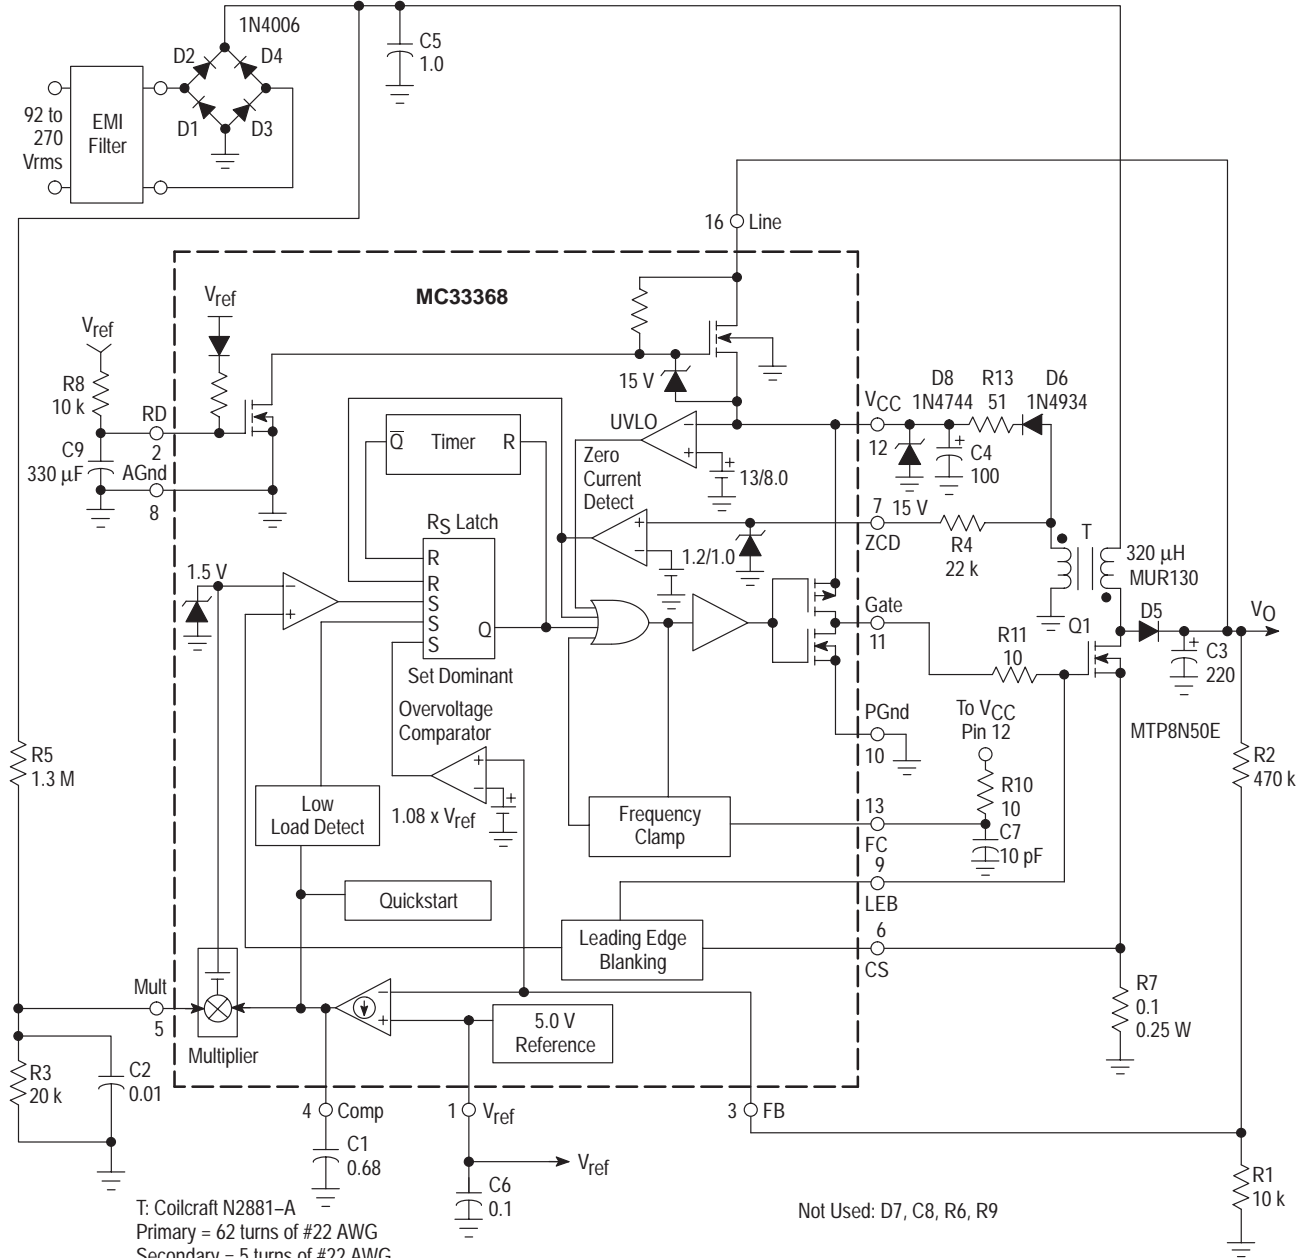 1N4006
D2
D4
D1
D3
C5
1.0
92 to
270
Vrms
EMI
Filter
16
Line
MC33368
Vref
Vref
R8
10 k
RD
2
C9
330 µF
AGnd
8
15 V
UVLO
VCC
12
D8
1N4744
R13
51
D6
1N4934
C4
100
13/8.0
Q
Timer
R
Zero
Current
Detect
7
15 V
ZCD
R4
22 k
T
320 µH
MUR130
RS Latch
R
R
S
S
S
Q
Set Dominant
1.2/1.0
1.5 V
Gate
11
R11
10
Q1
D5
VO
C3
220
MTP8N50E
Overvoltage
Comparator
PGnd
10
To VCC
Pin 12
R10
10
C7
10 pF
R5
1.3 M
R2
470 k
Low
Load Detect
1.08 x Vref
Frequency
Clamp
13
FC
9
LEB
Quickstart
Leading Edge
Blanking
6
CS
Mult
5
Multiplier
5.0 V
Reference
R7
0.1
0.25 W
R3
20 k
C2
0.01
4
Comp
1
Vref
3
FB
C1
0.68
Vref
C6
0.1
R1
10 k
T: Coilcraft N2881–A
Primary = 62 turns of #22 AWG
Secondary = 5 turns of #22 AWG
Not Used: D7, C8, R6, R9